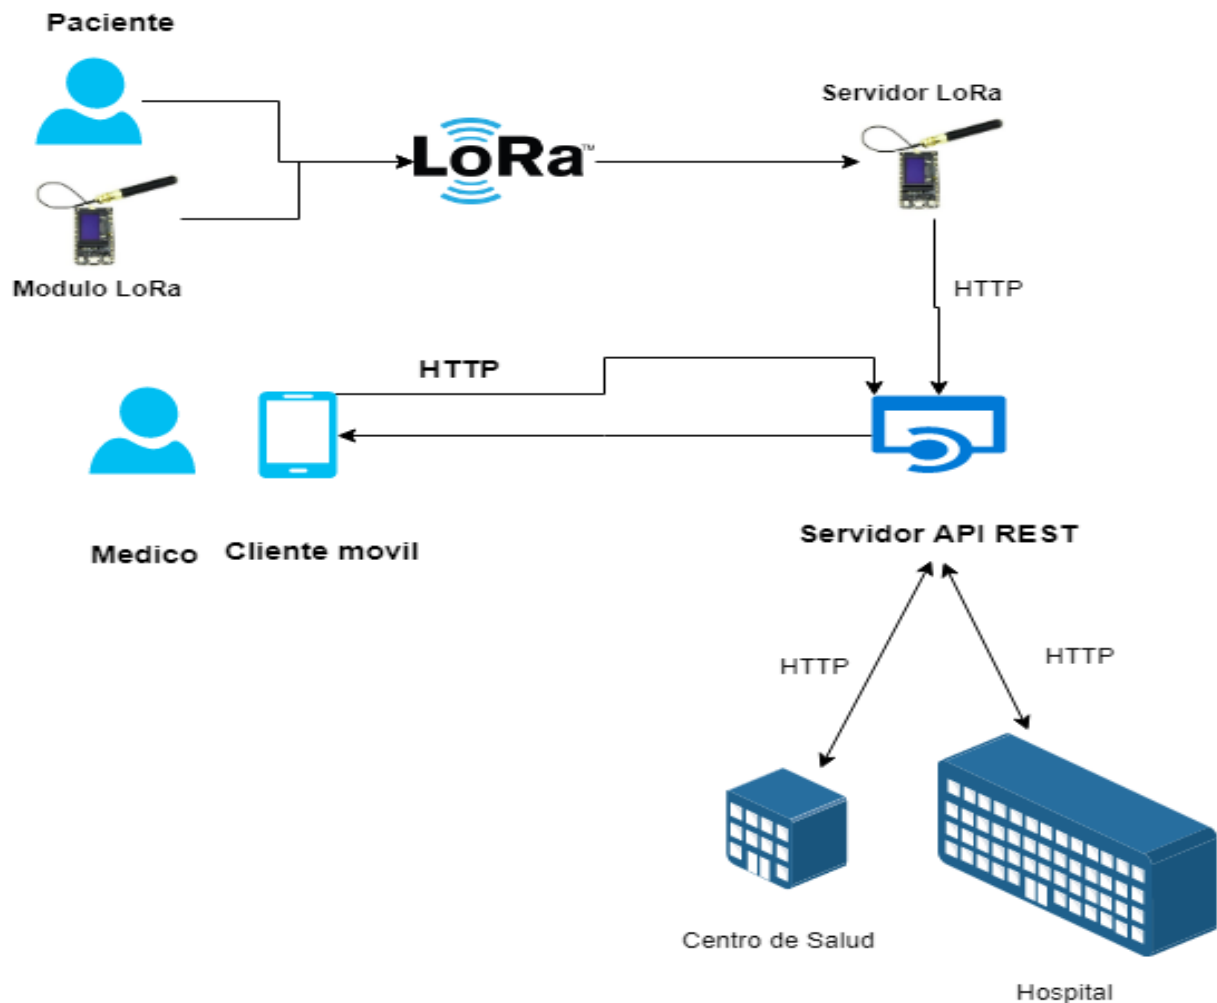 Paciente
Servidor LoRa
LoRa™
Modulo LoRa
HTTP
HTTP
Servidor API REST
Medico
Cliente movil
HTTP
HTTP
Centro de Salud
Hospital